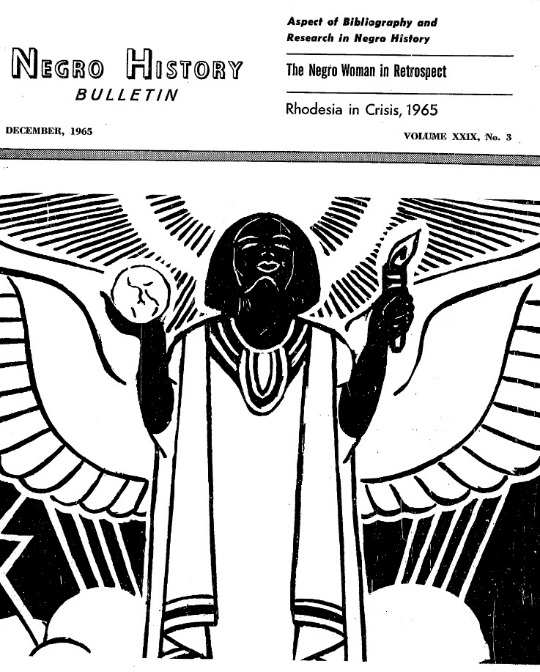 Aspect of Bibliography and
Research in Negro History
NEGRO HISTORY
BULLETIN
The Negro Woman in Retrospect
Rhodesia in Crisis, 1965
DECEMBER, 1965
VOLUME XXIX, No. 3